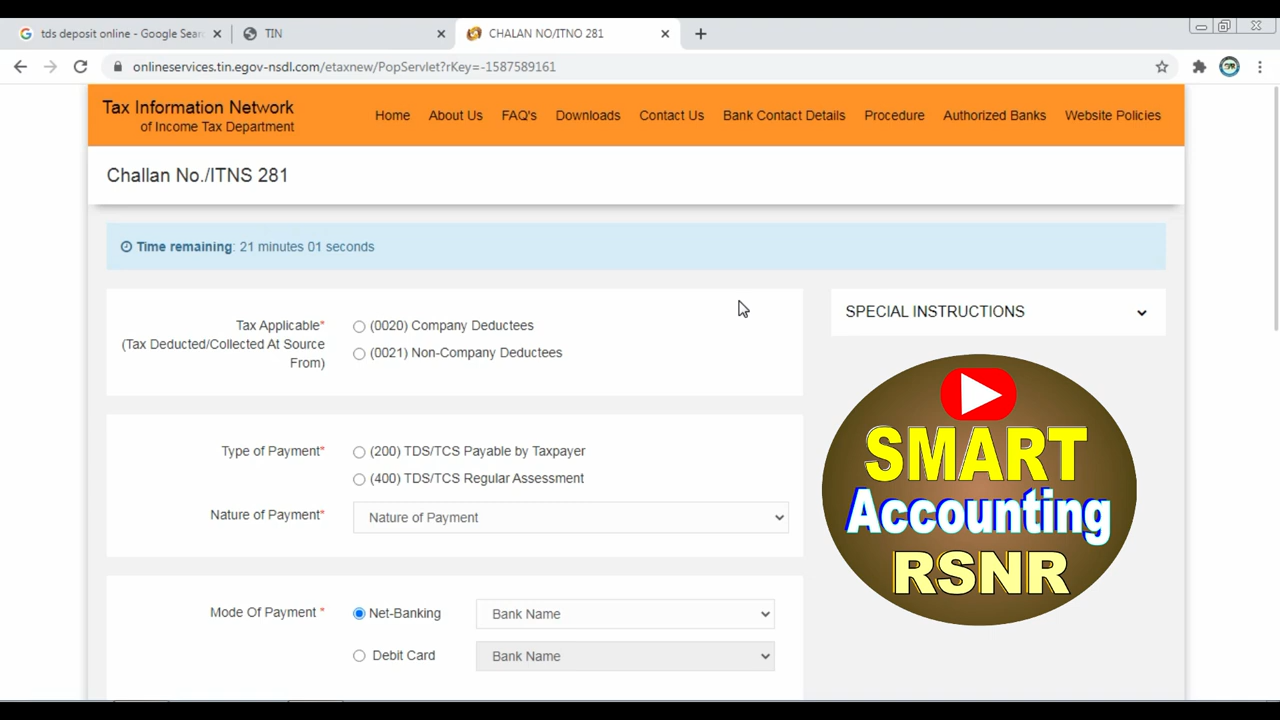 tds deposit online - Google Sear
TIN
CHALAN NO/ITNO 281
onlineservices.tin.egov-nsdl.com/etaxnew/PopServlet?rKey=-1587589161
Tax Information Network
of Income Tax Department
Home About Us FAQ's Downloads Contact Us Bank Contact Details Procedure Authorized Banks Website Policies
Challan No./ITNS 281
Time remaining: 21 minutes 01 seconds
Tax Applicable*
(Tax Deducted/Collected At Source
From)
(0020) Company Deductees
(0021) Non-Company Deductees
SPECIAL INSTRUCTIONS
Type of Payment*
(200) TDS/TCS Payable by Taxpayer
(400) TDS/TCS Regular Assessment
Nature of Payment*
Nature of Payment
SMART
Accounting
RSNR
Mode Of Payment *
Net-Banking
Bank Name
Debit Card
Bank Name